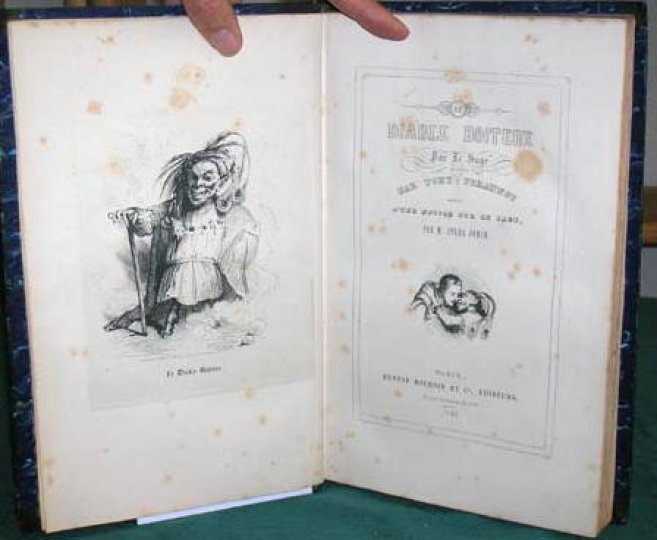 Le Diable Boiteux.
LE
DIABLE BOITEUX
Par Le Sage
PAR TONY JOHANNOT
D'UNE NOTICE SUR LE SAGE,
PAR M. JULES JANIN
PARIS,
ERNEST BOURDIN ET Cie, ÉDITEURS,